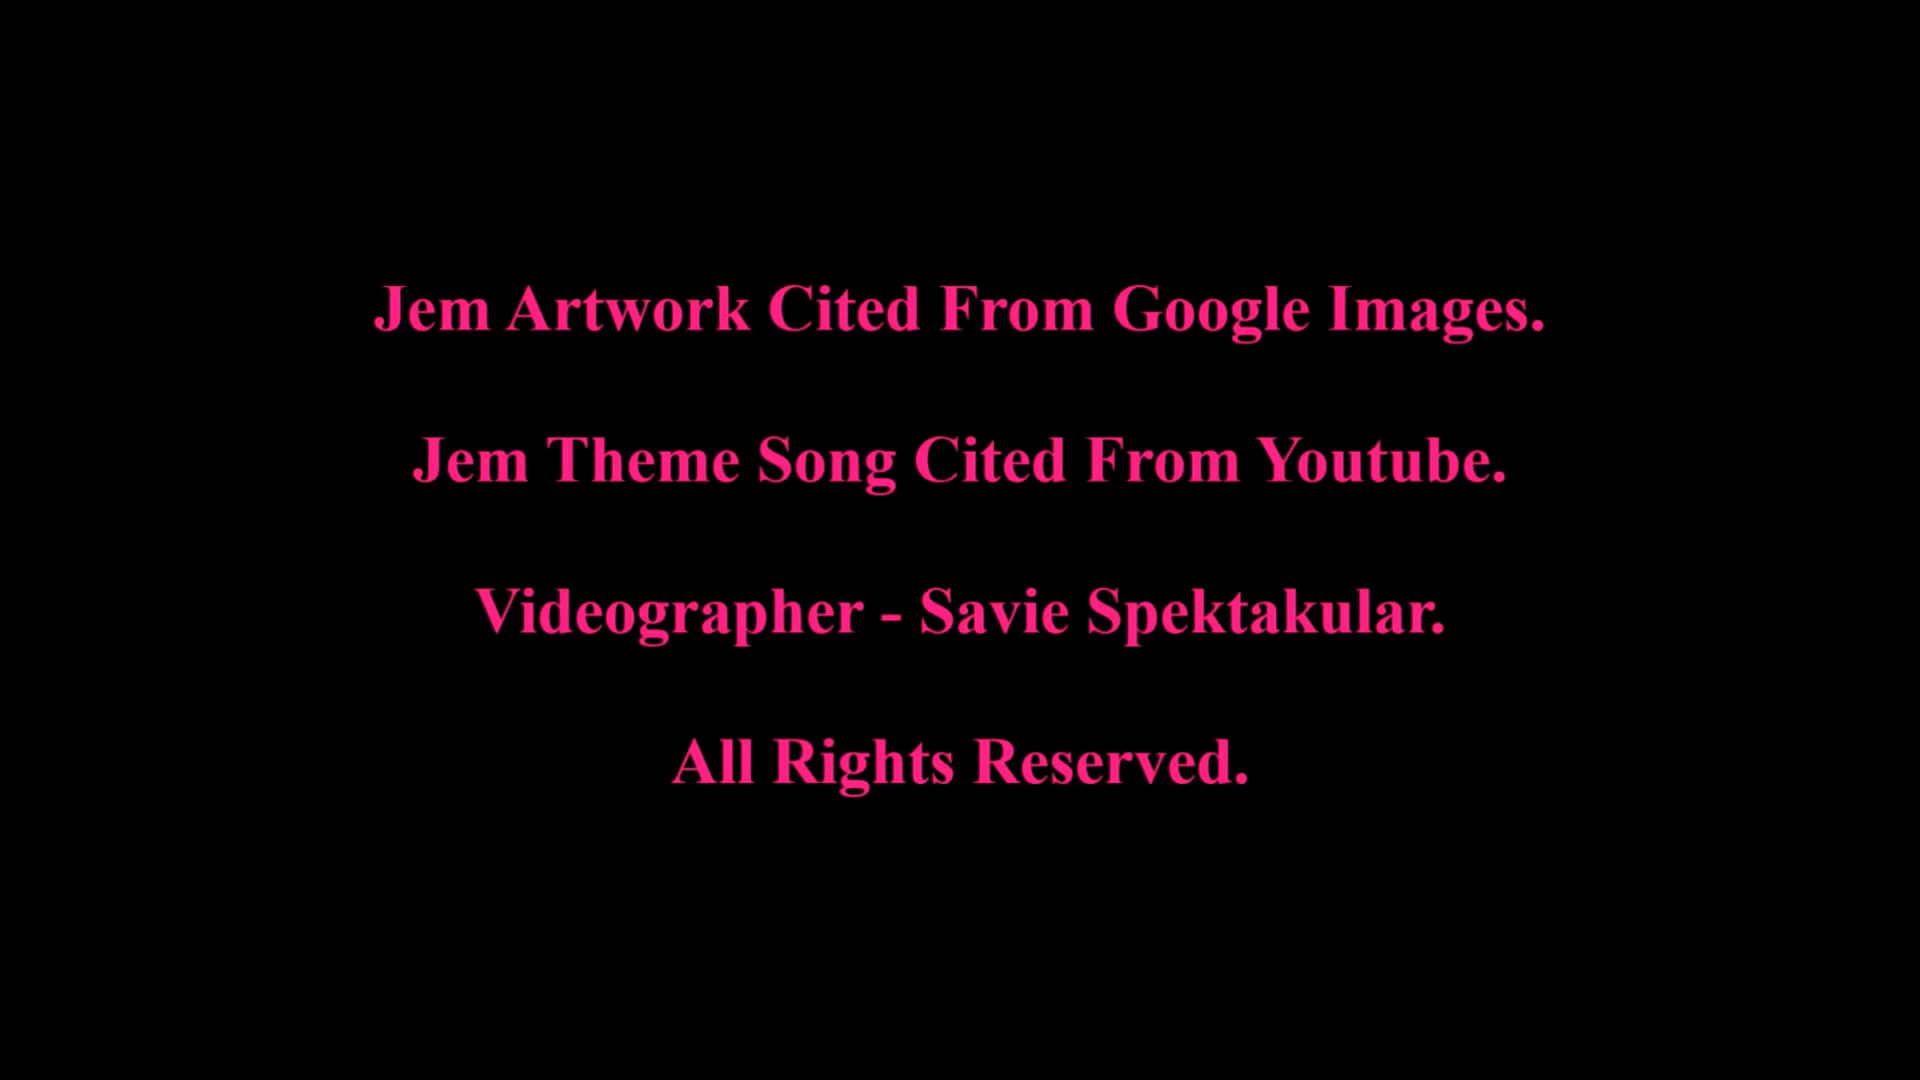 Jem Artwork Cited From Google Images.
Jem Theme Song Cited From Youtube.
Videographer - Savie Spektakular.
All Rights Reserved.